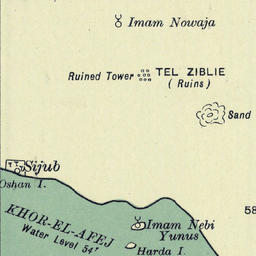 Imam Nowaja
Ruined Tower
TEL ZIBLIE
(Ruins)
Sand
Sijub
Oshan I.
KHOR-EL-AFEJ
Water Level 54'
Imam Nebi
Yunus
Harda I.
58